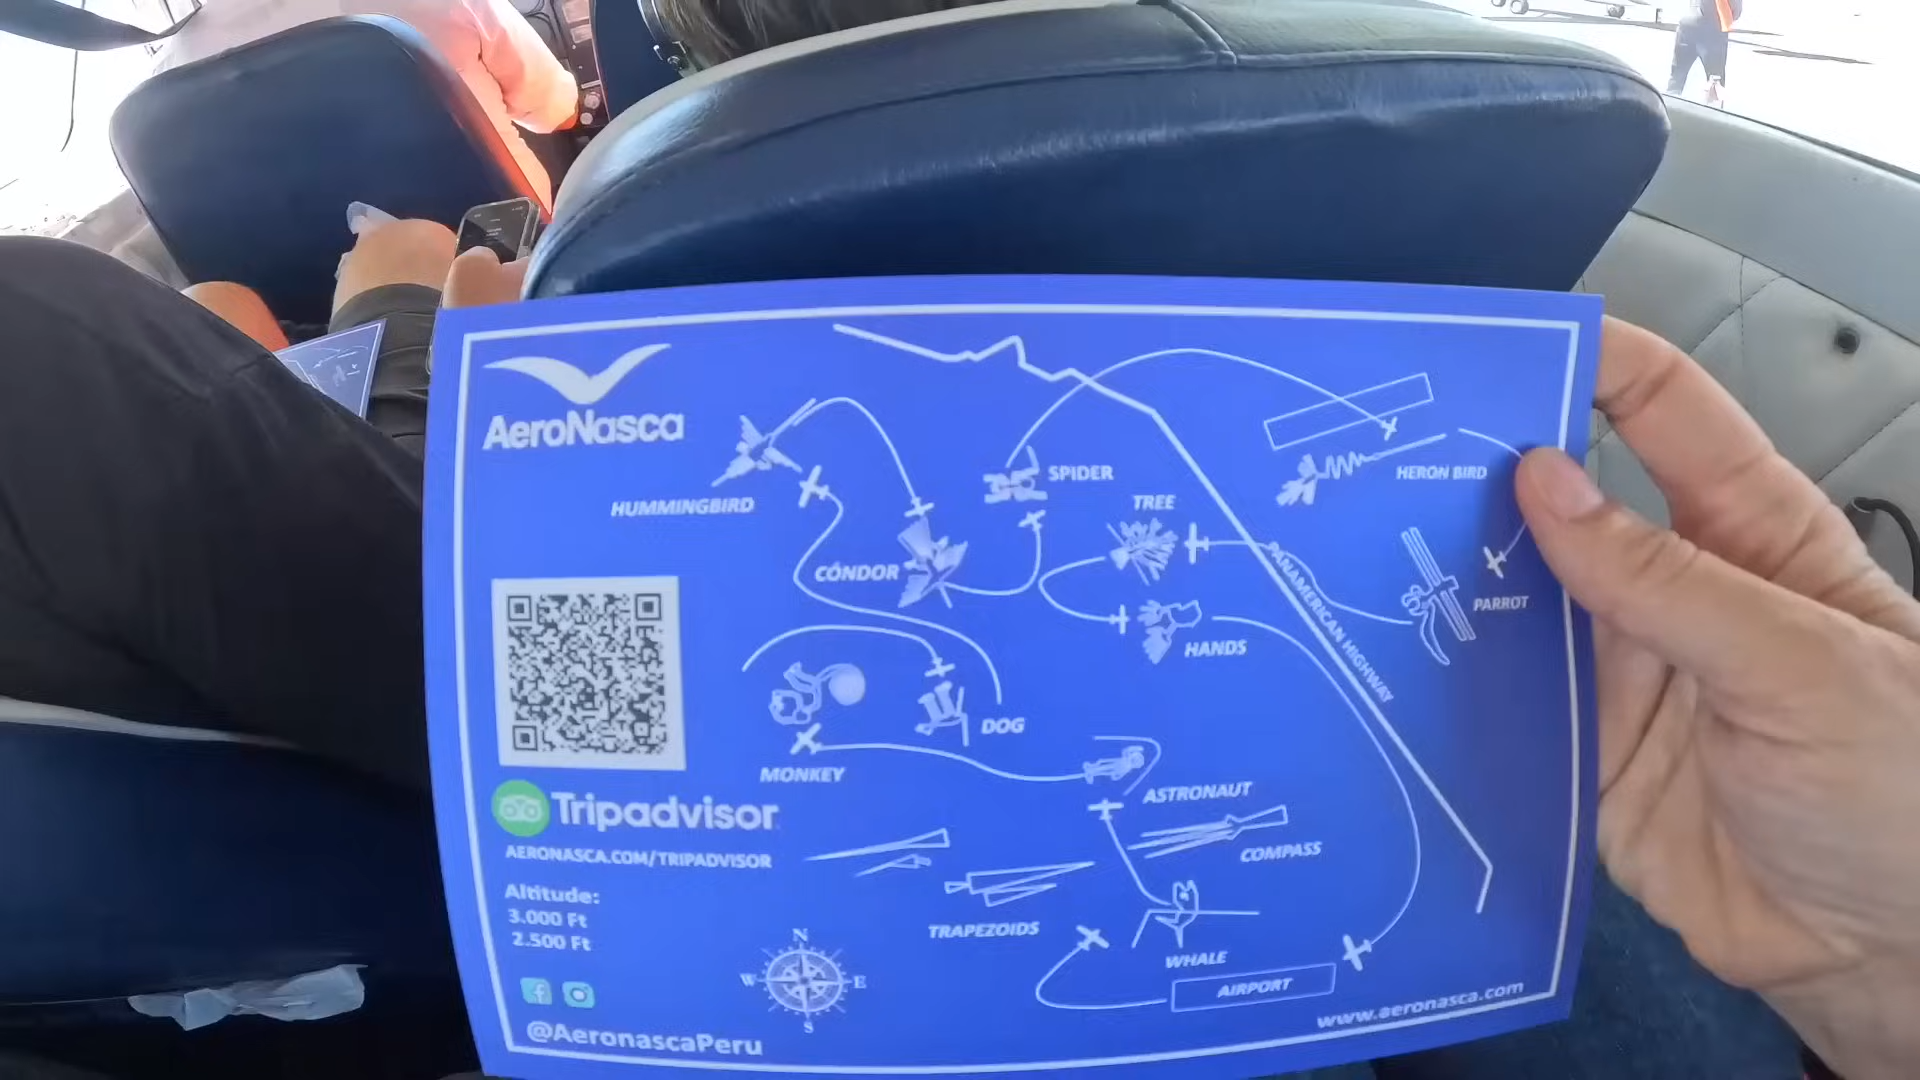 AeroNasca
HUMMINGBIRD
SPIDER
HERON BIRD
TREE
CÓNDOR
PARROT
HANDS
PANAMERICAN HIGHWAY
DOG
MONKEY
ASTRONAUT
Tripadvisor
AERONASCA.COM/TRIPADVISOR
COMPASS
TRAPEZOIDS
WHALE
AIRPORT
Altitude:
3.000 Ft
2.500 Ft
N
W
E
S
@AeronascaPeru
www.aeronasca.com